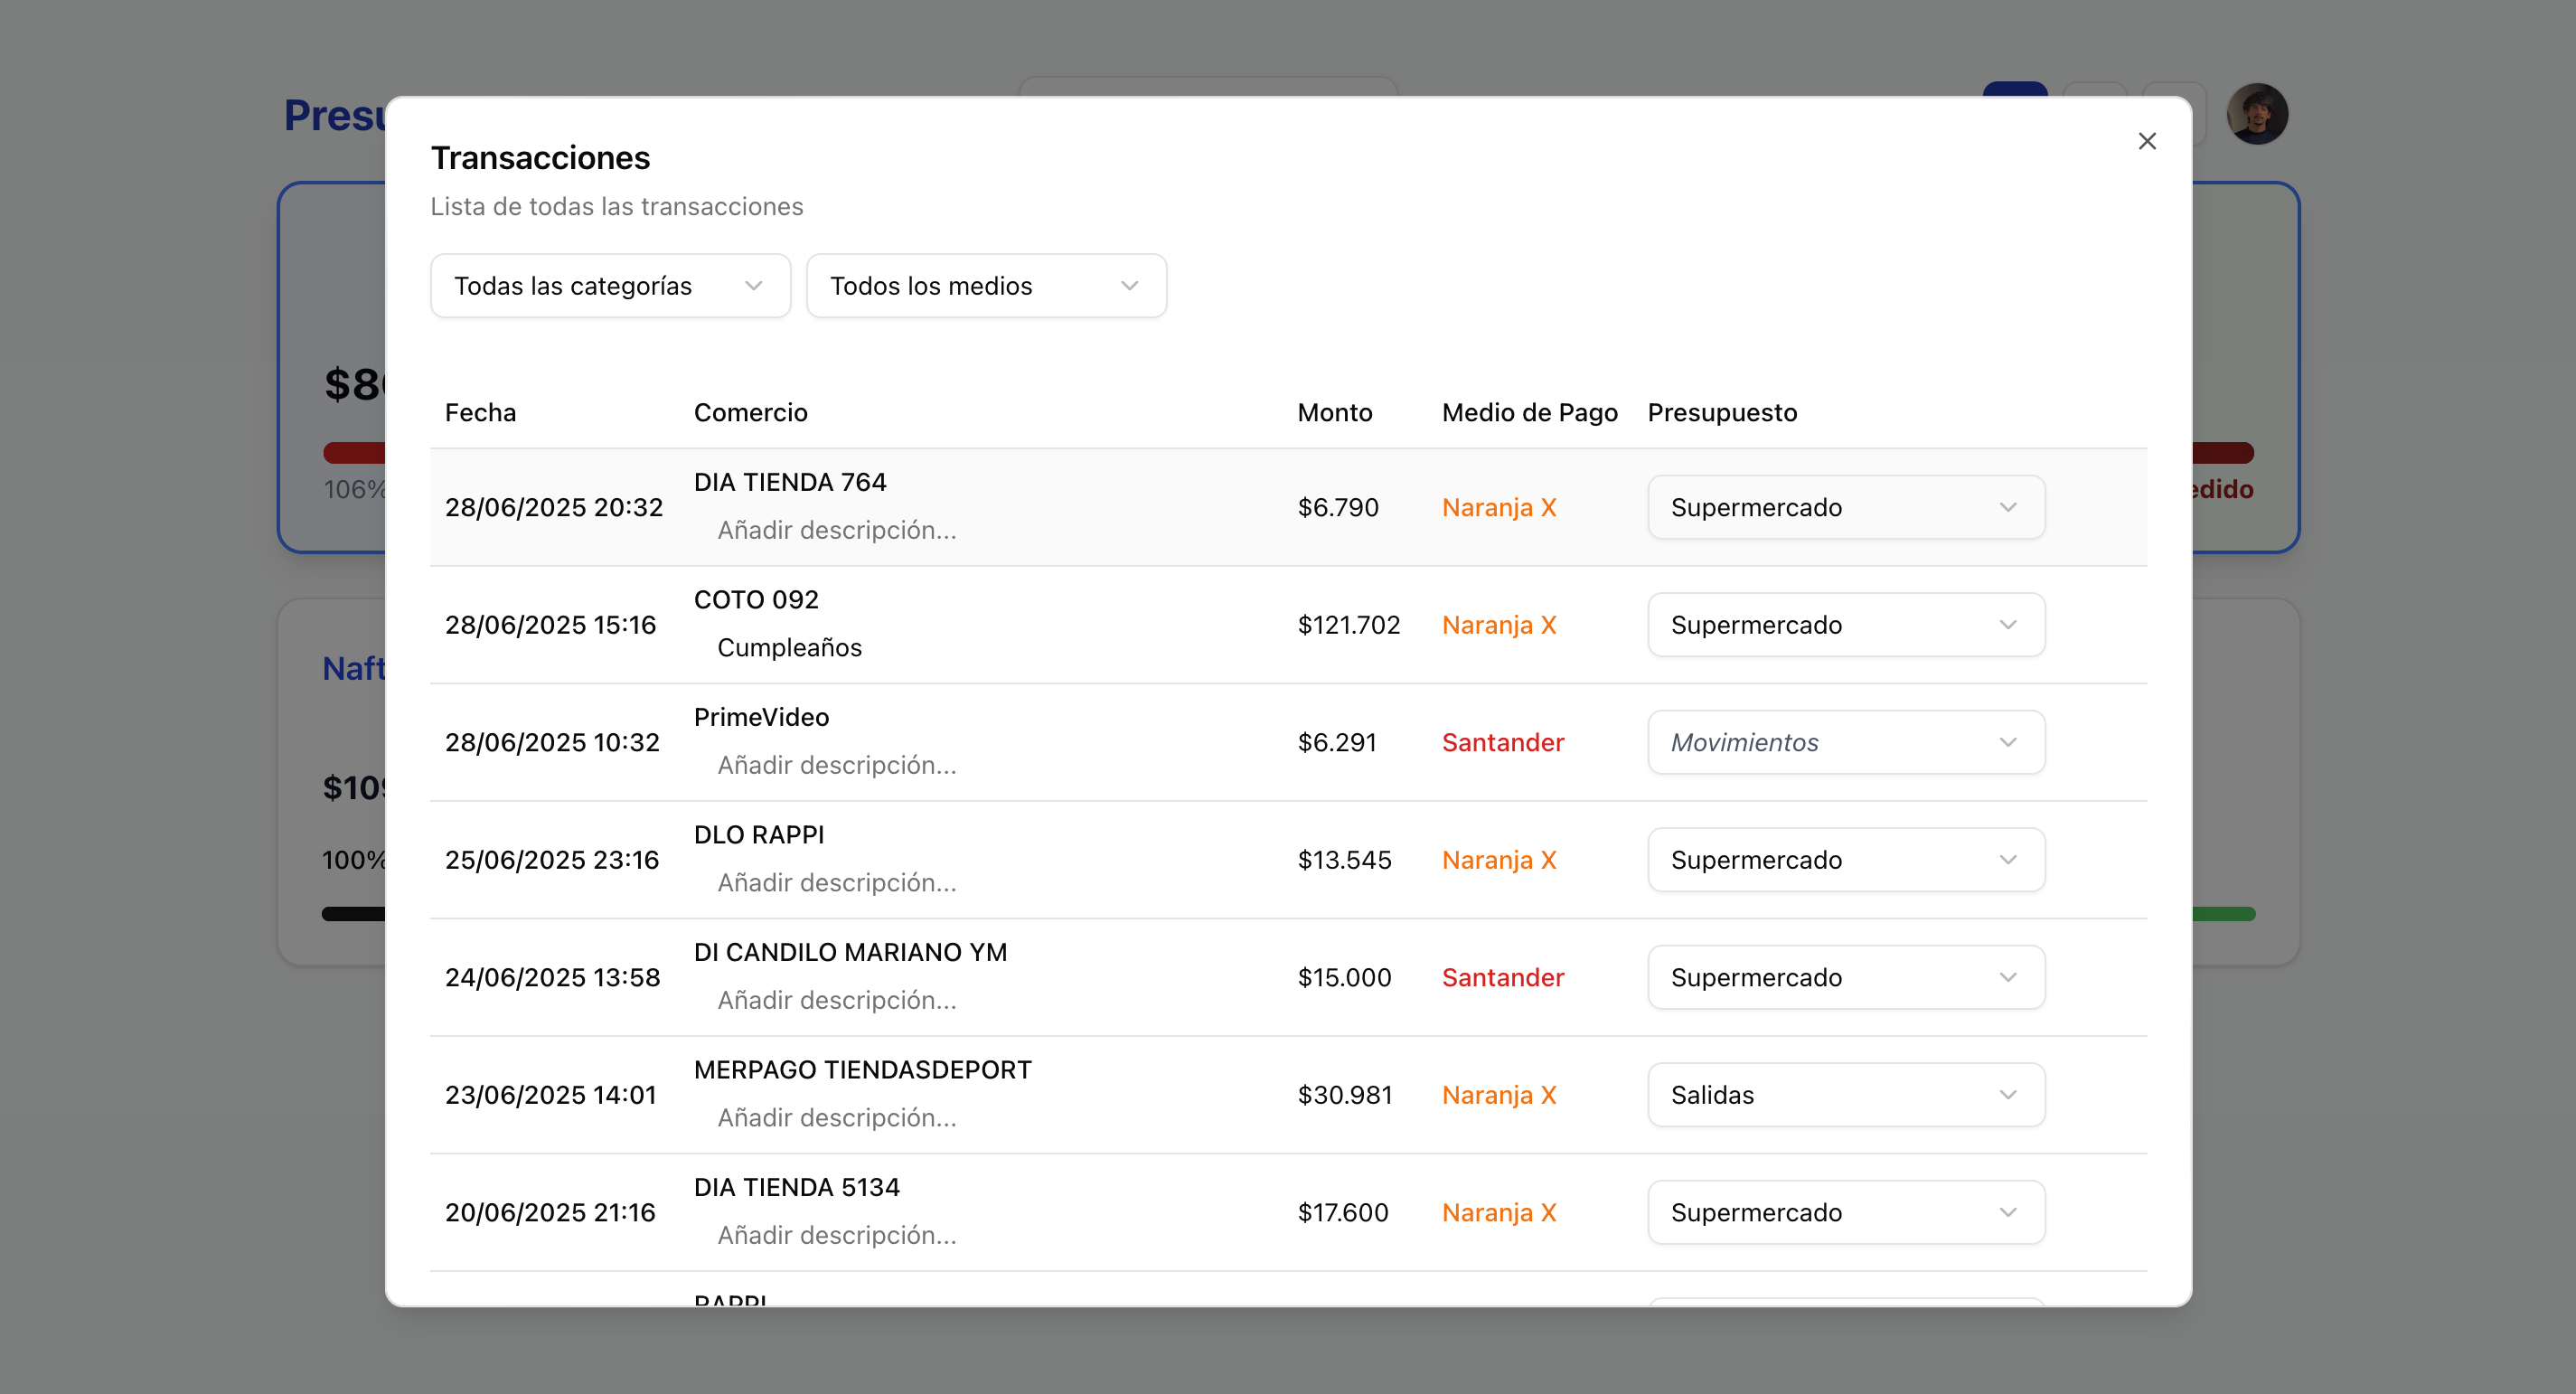 Transacciones
Lista de todas las transacciones
Todas las categorías Todos los medios
Fecha Comercio Monto Medio de Pago Presupuesto
DIA TIENDA 764
28/06/2025 20:32 $6.790 Naranja X Supermercado
Añadir descripción...
COTO 092
28/06/2025 15:16 $121.702 Naranja X Supermercado
Cumpleaños
PrimeVideo
28/06/2025 10:32 $6.291 Santander Movimientos
Añadir descripción...
DLO RAPPI
25/06/2025 23:16 $13.545 Naranja X Supermercado
Añadir descripción...
DI CANDILO MARIANO YM
24/06/2025 13:58 $15.000 Santander Supermercado
Añadir descripción...
MERPAGO TIENDASDEPORT
23/06/2025 14:01 $30.981 Naranja X Salidas
Añadir descripción...
DIA TIENDA 5134
20/06/2025 21:16 $17.600 Naranja X Supermercado
Añadir descripción...
RAPPI
106%
100%